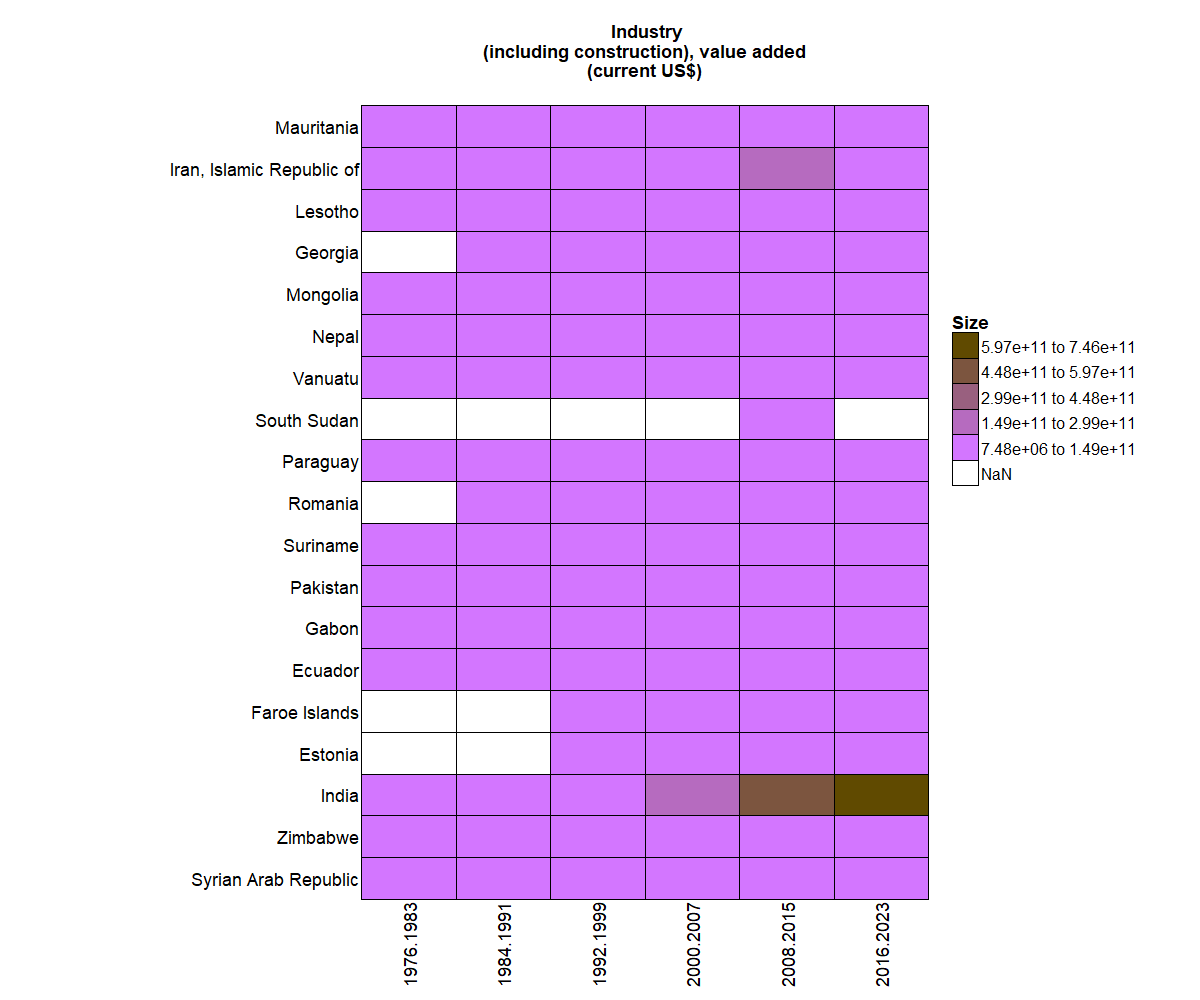 Industry
(including construction), value added
(current US$)
Mauritania
Iran, Islamic Republic of
Lesotho
Georgia
Mongolia
Nepal
Vanuatu
South Sudan
Paraguay
Romania
Suriname
Pakistan
Gabon
Ecuador
Faroe Islands
Estonia
India
Zimbabwe
Syrian Arab Republic
1976.1983
1984.1991
1992.1999
2000.2007
2008.2015
2016.2023
Size
5.97e+11 to 7.46e+11
4.48e+11 to 5.97e+11
2.99e+11 to 4.48e+11
1.49e+11 to 2.99e+11
7.48e+06 to 1.49e+11
NaN